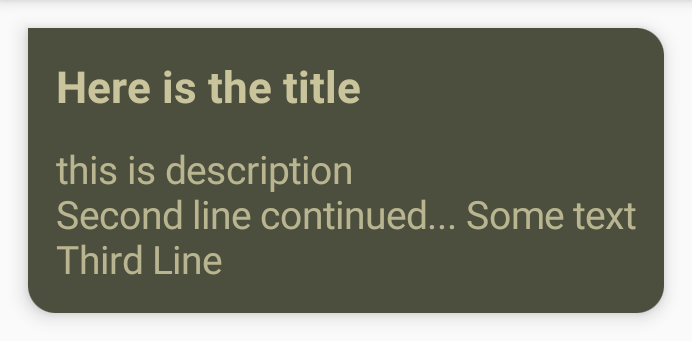 Here is the title
this is description
Second line continued... Some text
Third Line